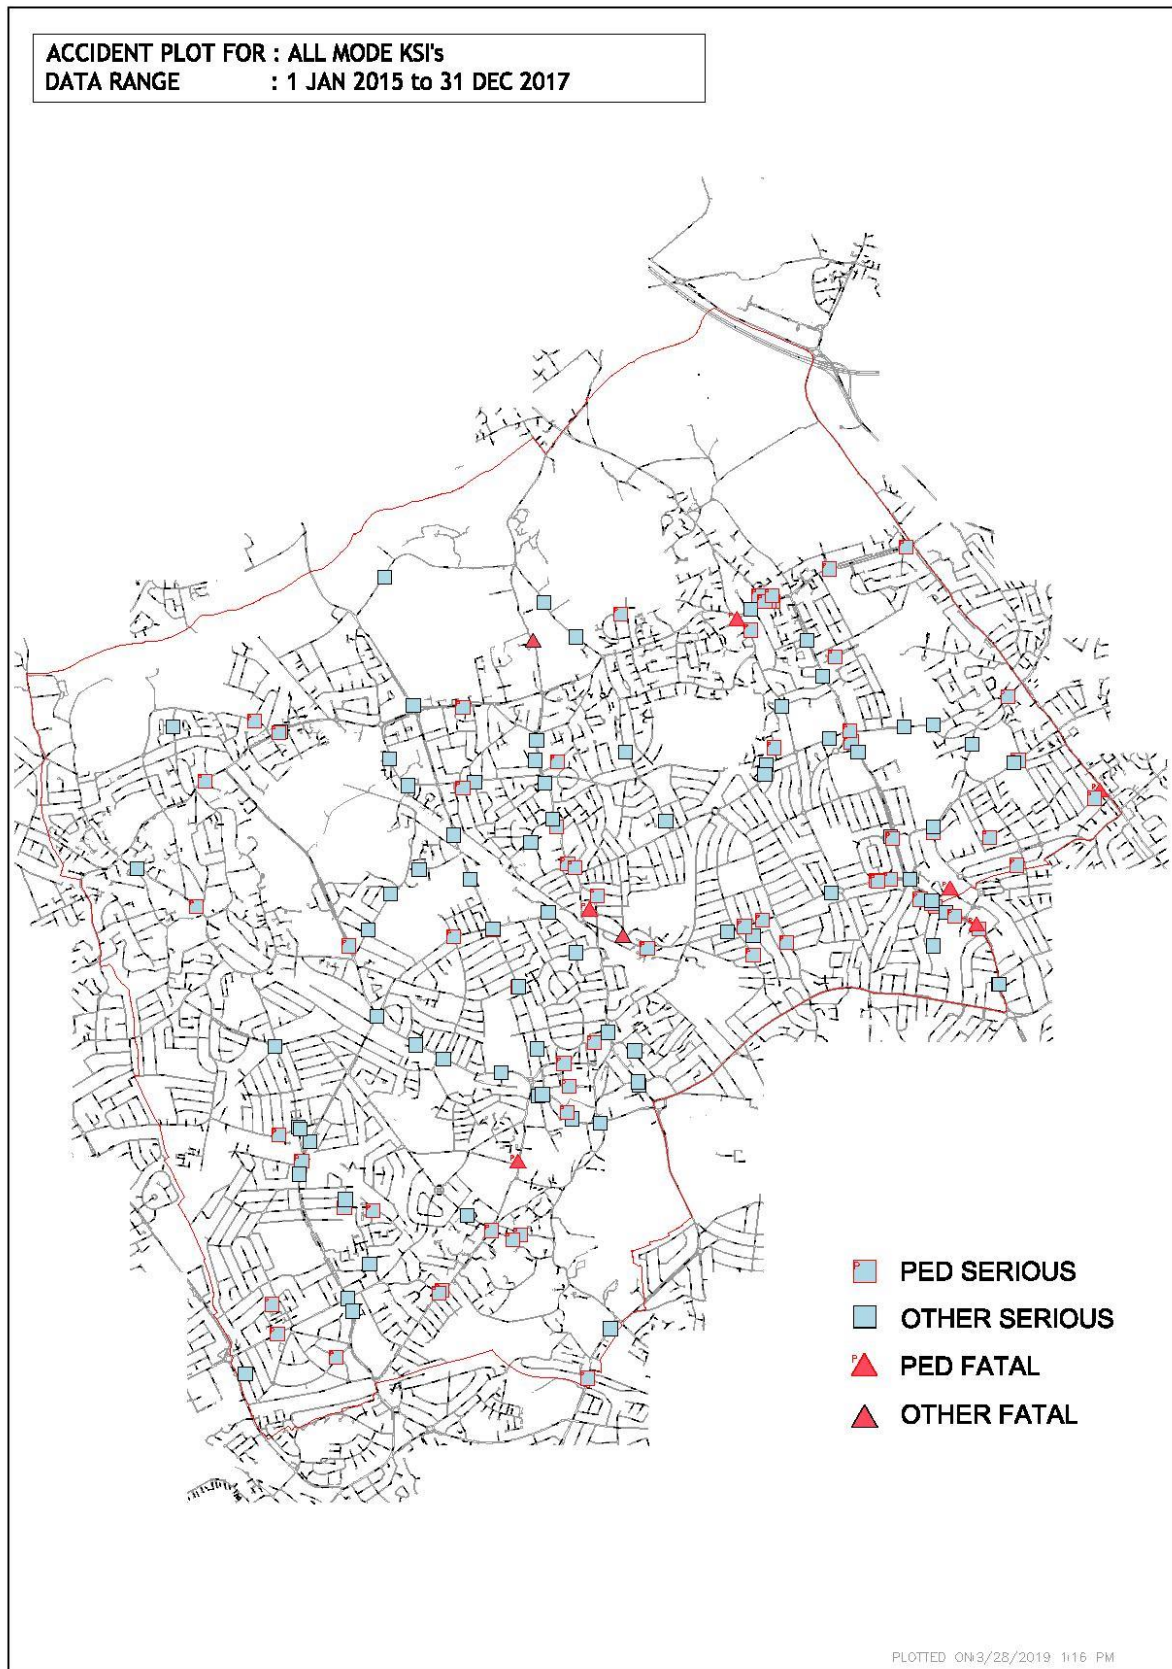 ACCIDENT PLOT FOR : ALL MODE KSI's
DATA RANGE : 1 JAN 2015 to 31 DEC 2017
P PED SERIOUS
OTHER SERIOUS
P PED FATAL
OTHER FATAL
PLOTTED ON:3/28/2019 1:16 PM